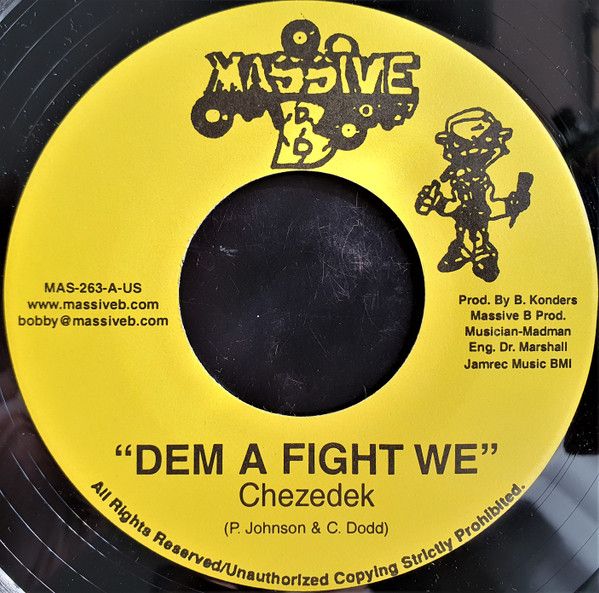 MASSIVE
B
MAS-263-A-US
www.massiveb.com
bobby@massiveb.com
Prod. By B. Konders
Massive B Prod.
Musician-Madman
Eng. Dr. Marshall
Jamrec Music BMI
“DEM A FIGHT WE”
Chezedek
(P. Johnson & C. Dodd)
All Rights Reserved/Unauthorized Copying Strictly Prohibited.